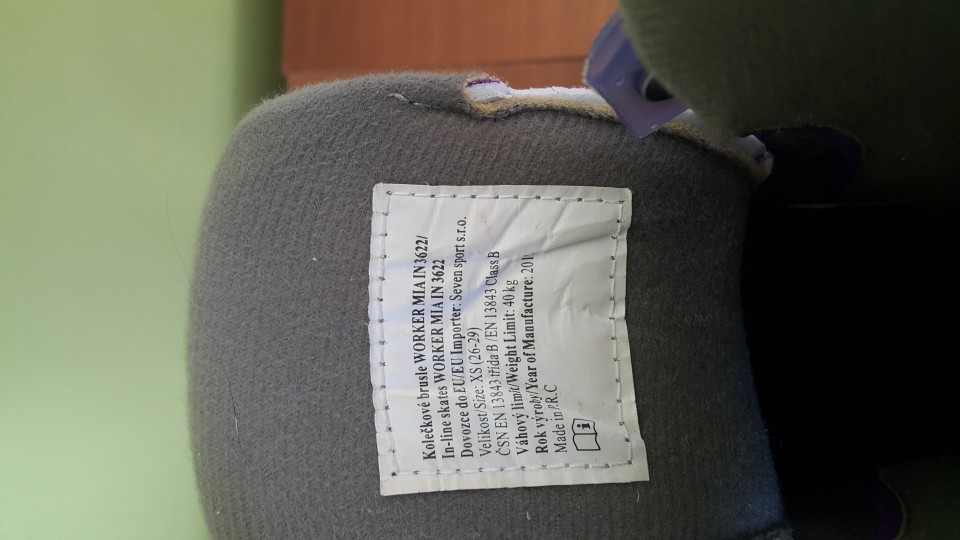 Kolečkové brusle WORKER MIA IN 3622/
In-line skates WORKER MIA IN 3622
Dovozce do EU/EU Importer: Seven sport s.r.o.
Velikost/Size: XS (26-29)
ČSN EN 13843 třída B /EN 13843 Class B
Váhový limit/Weight Limit: 40 kg
Rok výroby/Year of Manufacture:
Made in P.R.C